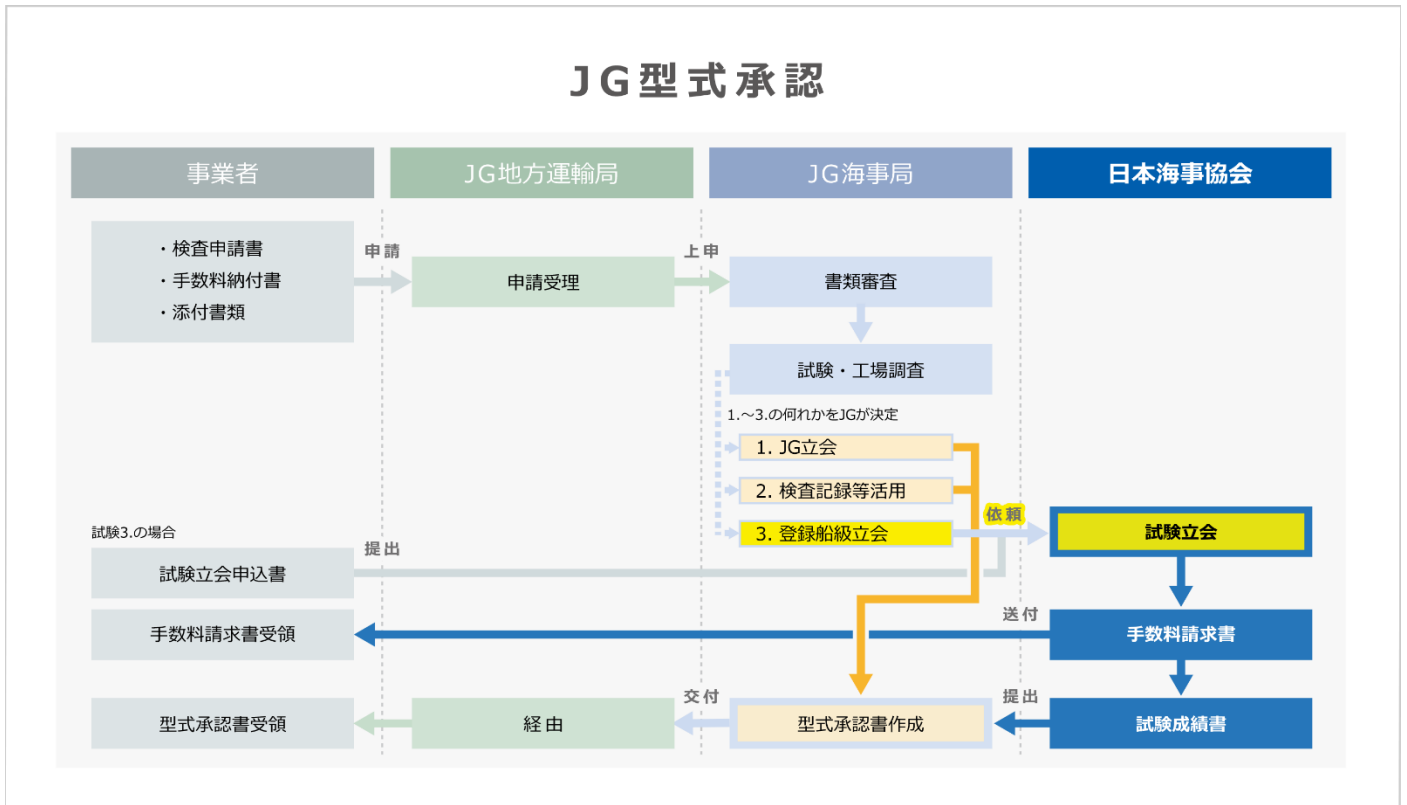 JG型式承認
事業者
JG地方運輸局
JG海事局
日本海事協会
・検査申請書
・手数料納付書
・添付書類
申請
申請受理
上申
書類審査
試験・工場調査
1.～3.の何れかをJGが決定
1. JG立会
2. 検査記録等活用
3. 登録船級立会
依頼
試験立会
試験3.の場合
試験立会申込書
提出
手数料請求書受領
送付
手数料請求書
型式承認書受領
経由
交付
型式承認書作成
提出
試験成績書